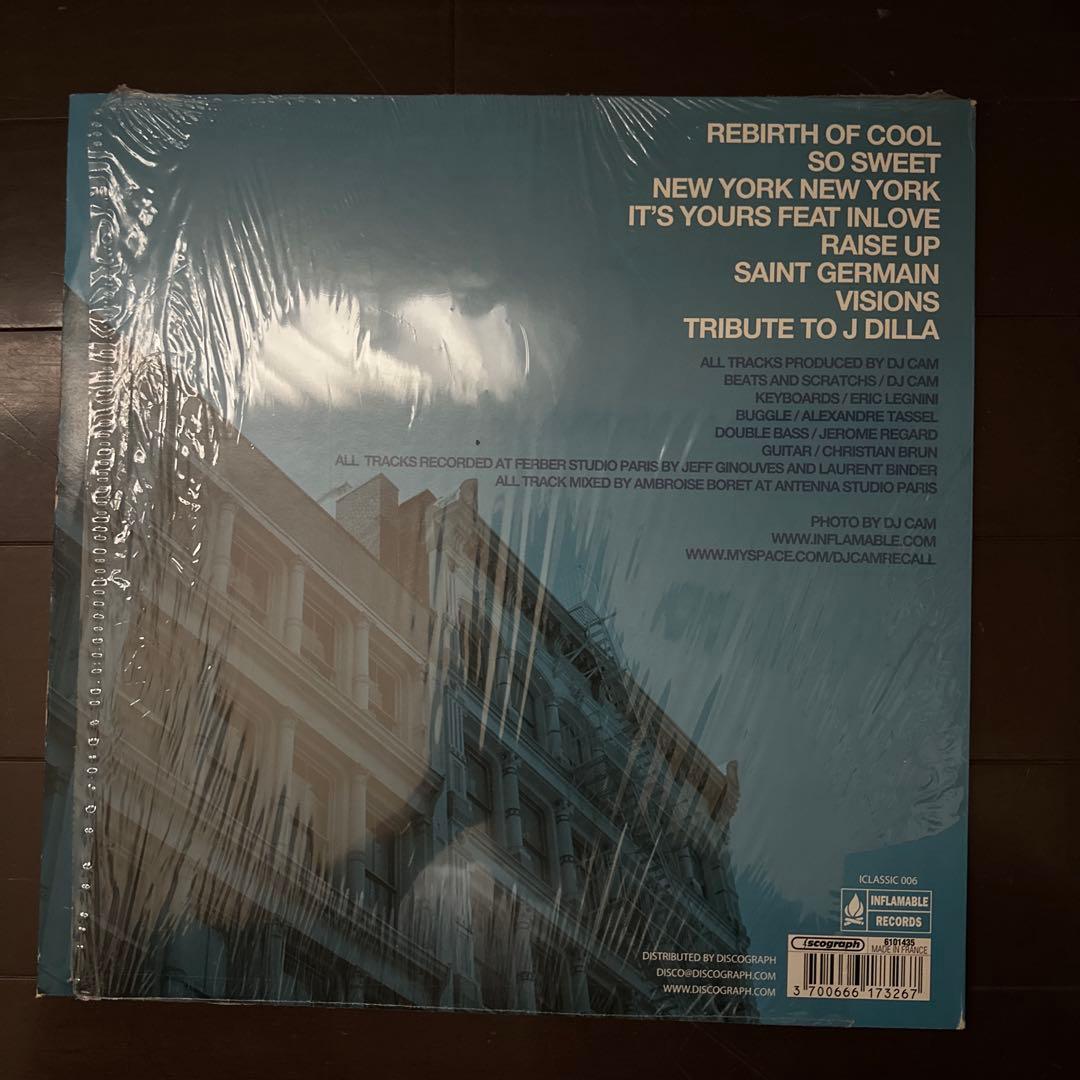 REBIRTH OF COOL
SO SWEET
NEW YORK NEW YORK
IT'S YOURS FEAT INLOVE
RAISE UP
SAINT GERMAIN
VISIONS
TRIBUTE TO J DILLA
ALL TRACKS PRODUCED BY DJ CAM
BEATS AND SCRATCHS / DJ CAM
KEYBOARDS / ERIC LEGNINI
BUGGLE / ALEXANDRE TASSEL
DOUBLE BASS / JEROME REGARD
GUITAR / CHRISTIAN BRUN
ALL TRACKS RECORDED AT FERBER STUDIO PARIS BY JEFF GINOUVES AND LAURENT BINDER
ALL TRACK MIXED BY AMBROISE BORET AT ANTENNA STUDIO PARIS
PHOTO BY DJ CAM
WWW.INFLAMABLE.COM
WWW.MYSPACE.COM/DJCAMRECALL
ICLASSIC 006
INFLAMABLE
RECORDS
discograph
6101435
MADE IN FRANCE
DISTRIBUTED BY DISCOGRAPH
DISCO@DISCOGRAPH.COM
WWW.DISCOGRAPH.COM
3 700666 173267